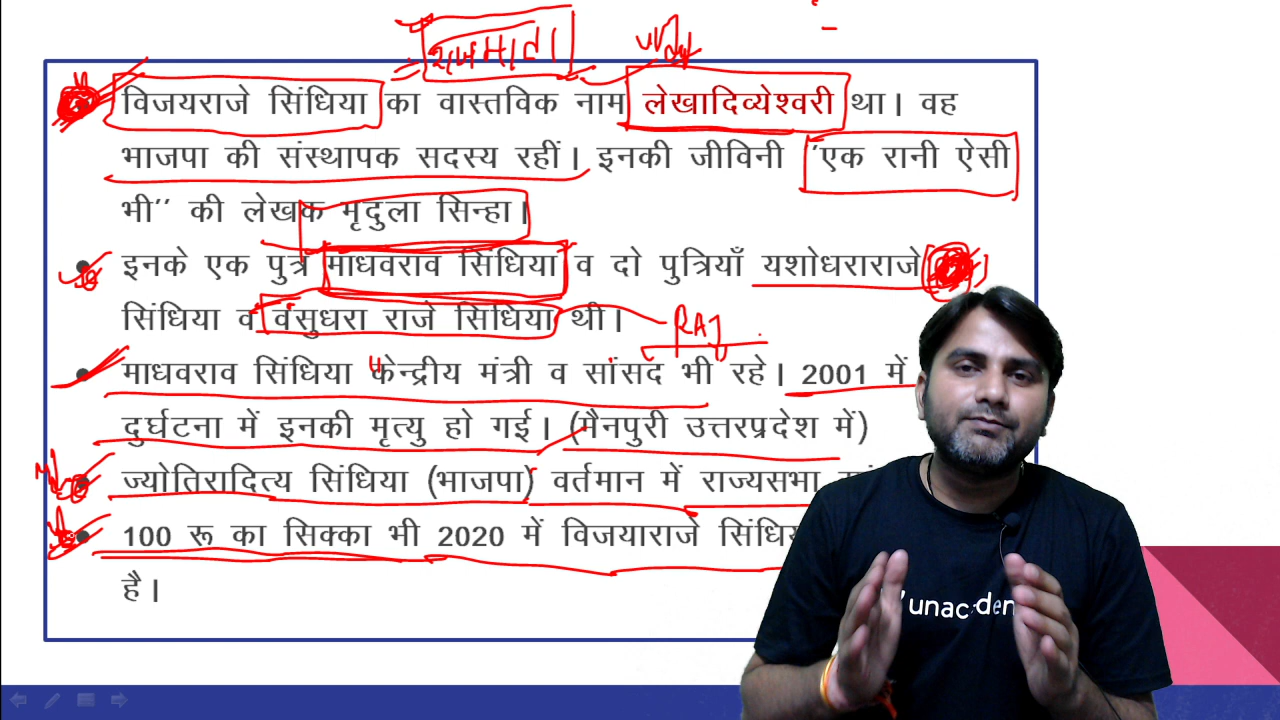 राजमाता
विजयराजे सिंधिया का वास्तविक नाम लेखादिव्येश्वरी था। वह
भाजपा की संस्थापक सदस्य रहीं। इनकी जीविनी 'एक रानी ऐसी
भी'' की लेखक मृदुला सिन्हा।
इनके एक पुत्र माधवराव सिंधिया व दो पुत्रियाँ यशोधराराजे
सिंधिया व वसुंधरा राजे सिंधिया थी।
RAJ
माधवराव सिंधिया केन्द्रीय मंत्री व सांसद भी रहे। 2001 में
दुर्घटना में इनकी मृत्यु हो गई। (मैनपुरी उत्तरप्रदेश में)
ज्योतिरादित्य सिंधिया (भाजपा) वर्तमान में राज्यसभा
100 रू का सिक्का भी 2020 में विजयाराजे
है।